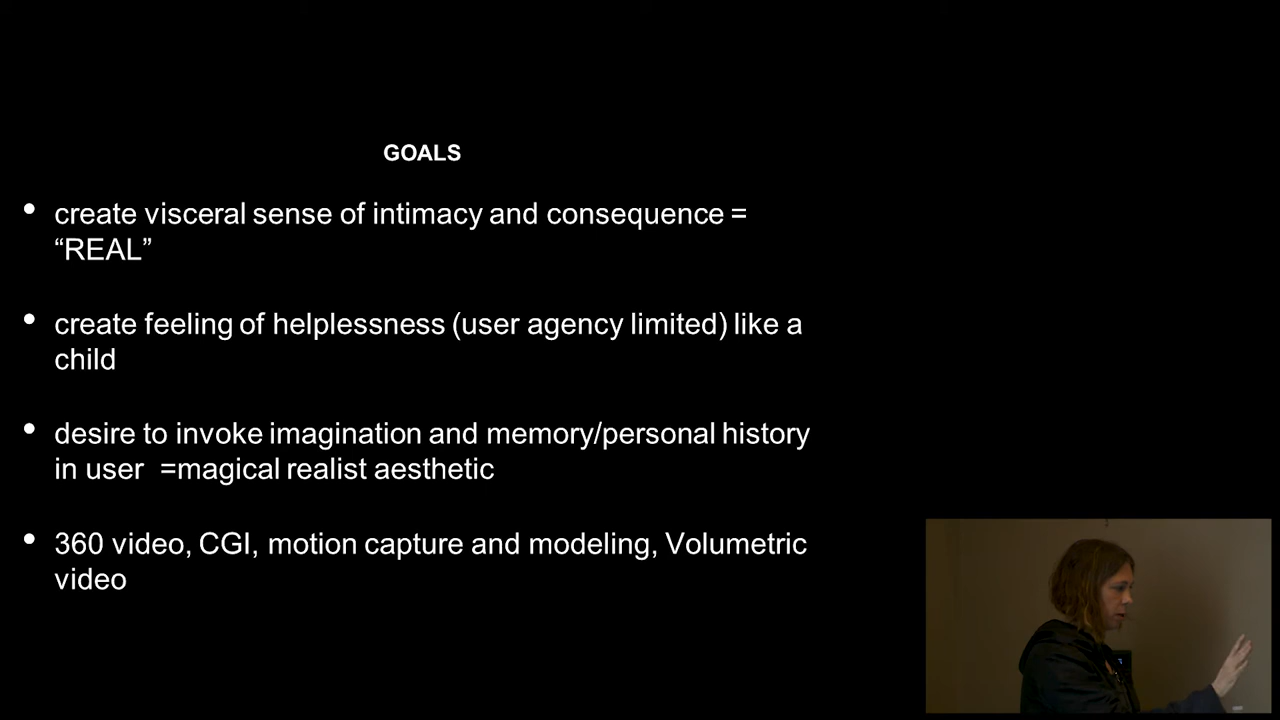 GOALS
• create visceral sense of intimacy and consequence =
“REAL”
• create feeling of helplessness (user agency limited) like a
child
• desire to invoke imagination and memory/personal history
in user  =magical realist aesthetic
• 360 video, CGI, motion capture and modeling, Volumetric
video